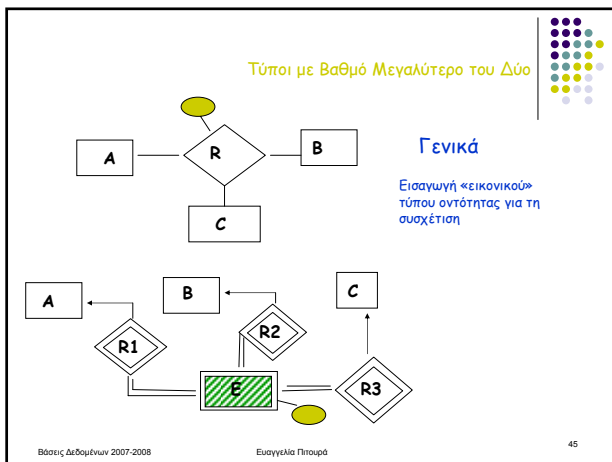 Τύποι με Βαθμό Μεγαλύτερο του Δύο
A
R
B
C
Γενικά
Εισαγωγή «εικονικού»
τύπου οντότητας για τη
συσχέτιση
A
B
C
R1
R2
E
R3
Βάσεις Δεδομένων 2007-2008
Ευαγγελία Πιτουρά
45